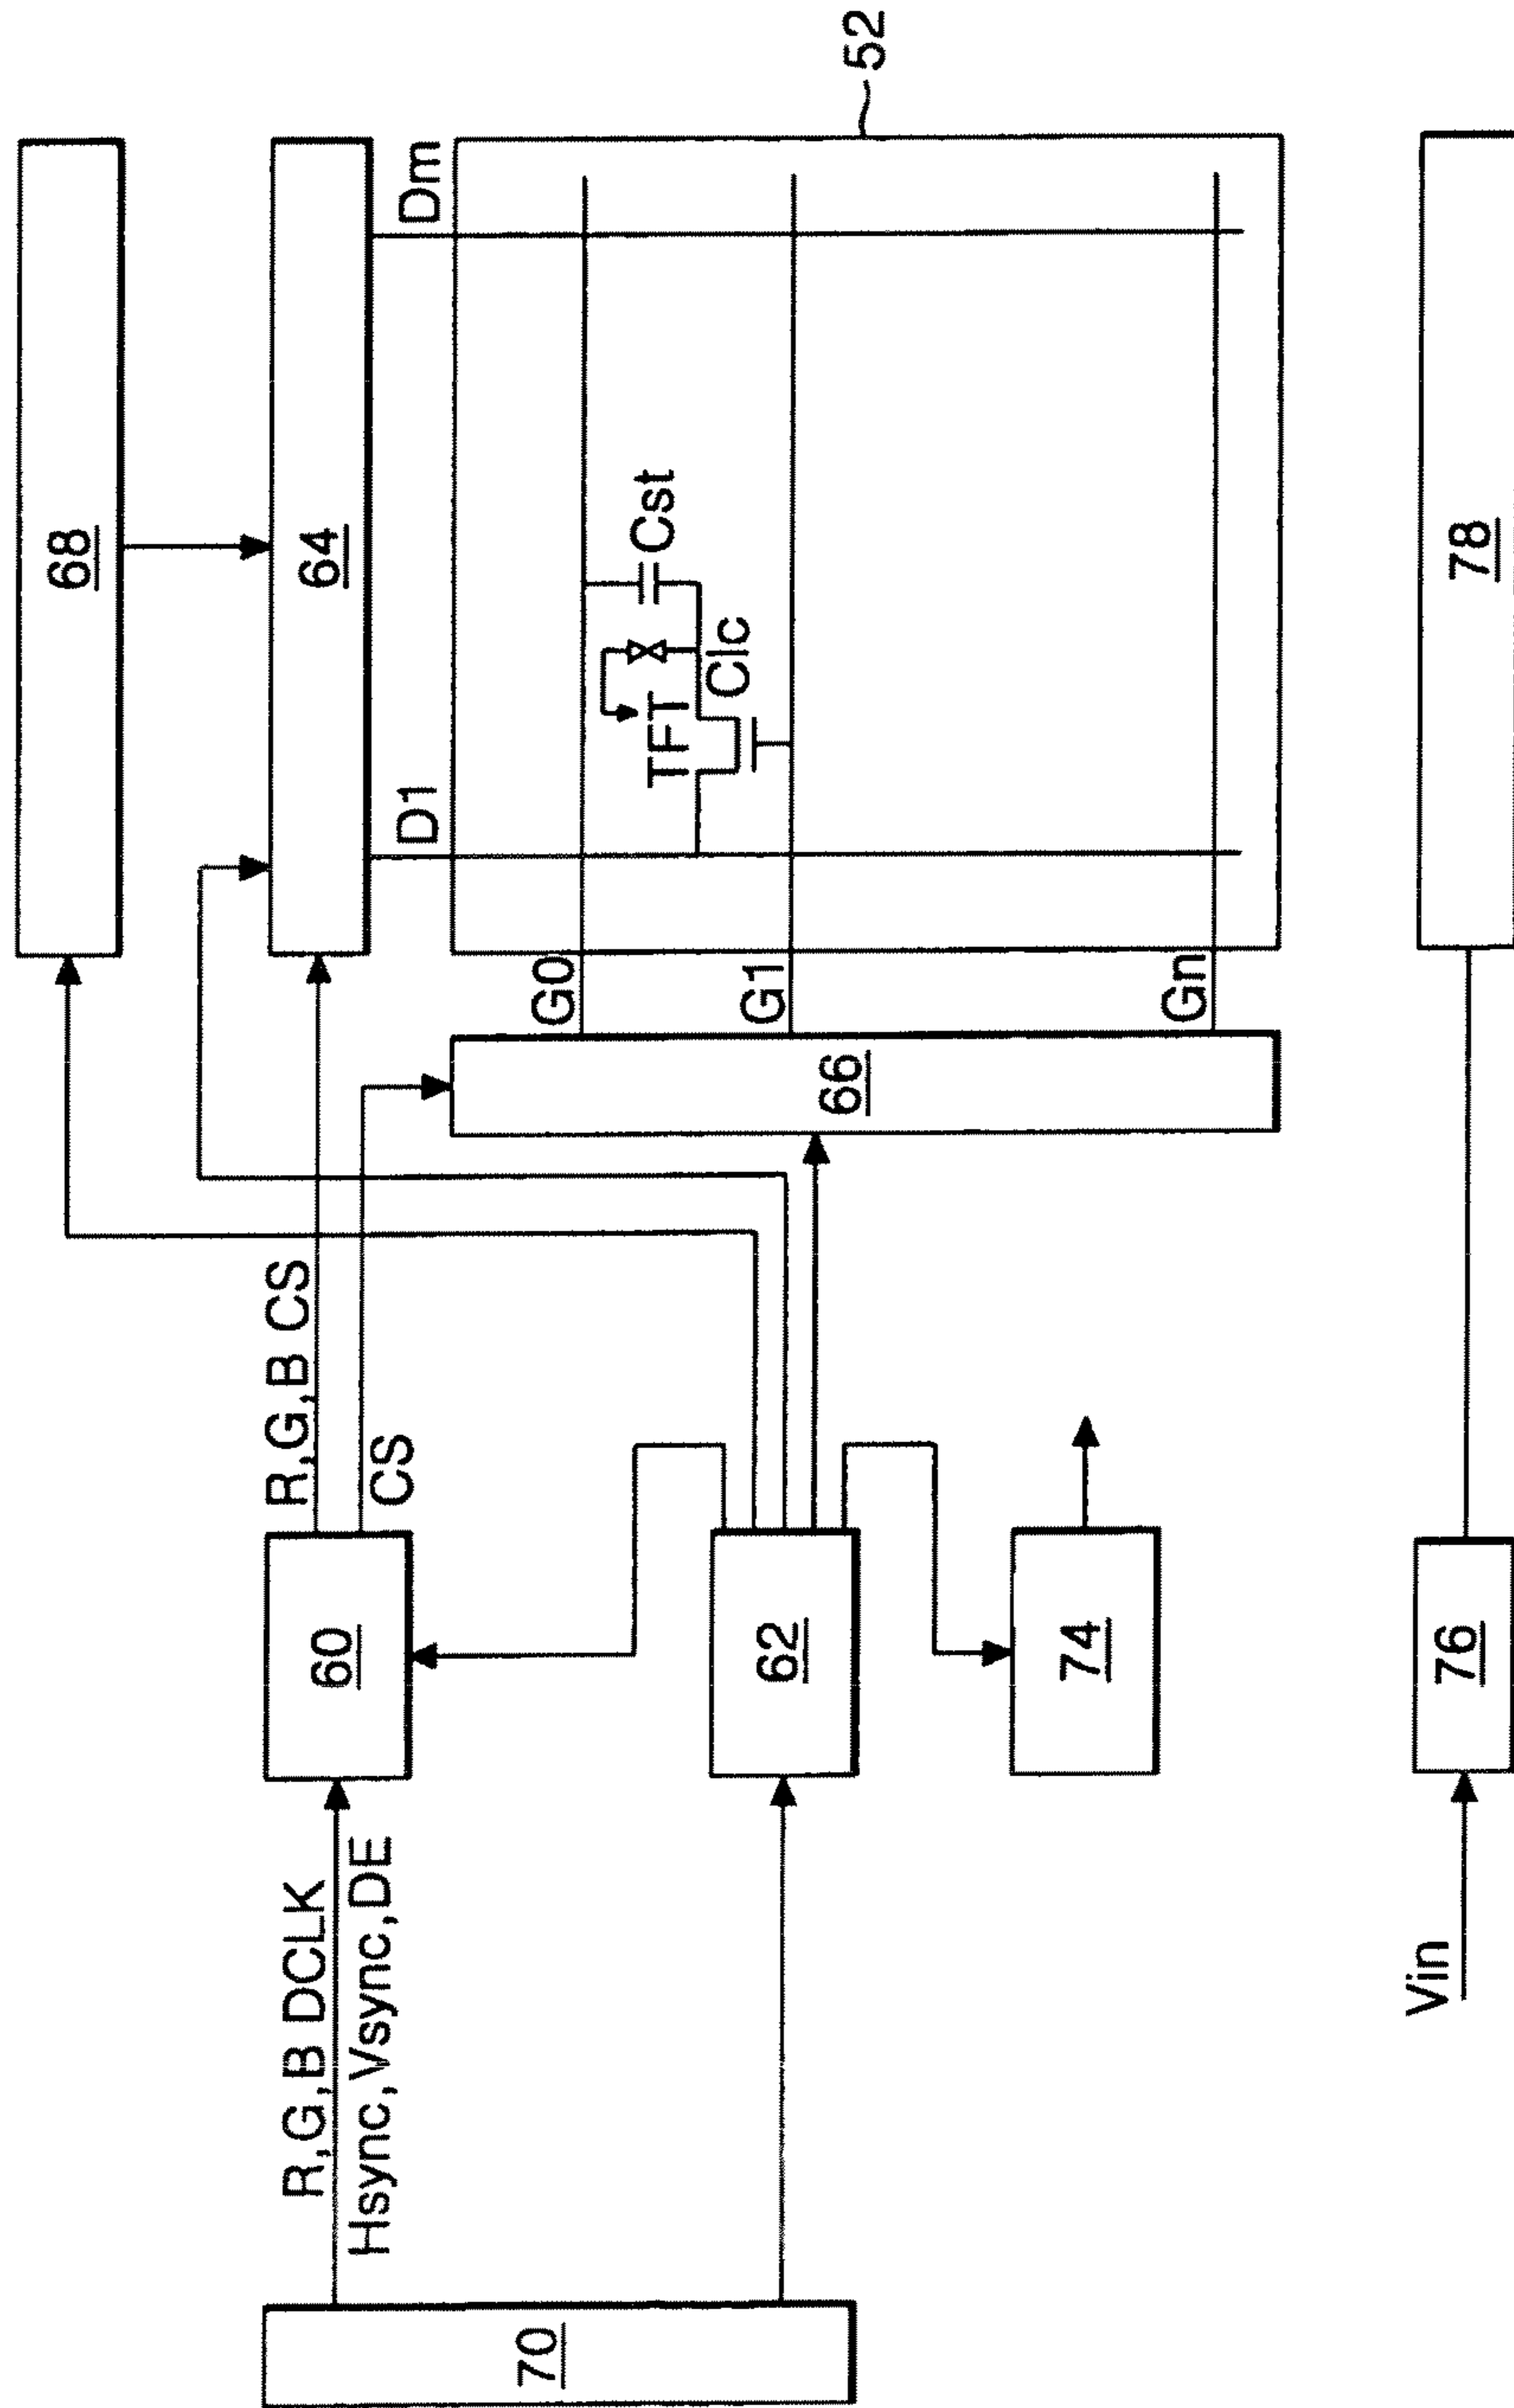 68
64
R,G,B CS
R,G,B DCLK
60
Hsync,Vsync,DE
CS
D1
Dm
52
G0
Cst
TFT
Clc
G1
70
62
66
74
Gn
Vin
76
78